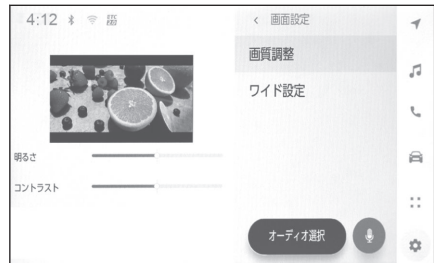 4:12
画面設定
画質調整
ワイド設定
明るさ
コントラスト
オーディオ選択